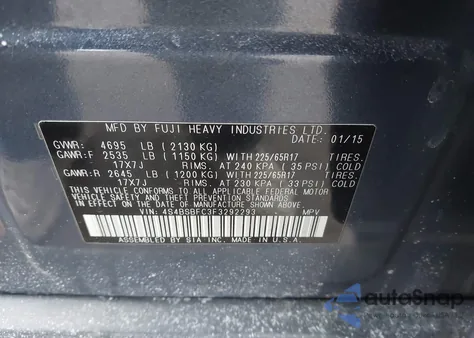 MFD. BY FUJI HEAVY INDUSTRIES LTD.
DATE: 01/15
GVWR: 4695 LB (2130 KG)
GAWR:F 2535 LB (1150 KG) WITH 225/65R17 TIRES.
17X7J RIMS. AT 240 KPA (35 PSI) COLD
GAWR:R 2645 LB (1200 KG) WITH 225/65R17 TIRES.
17X7J RIMS. AT 230 KPA (33 PSI) COLD
THIS VEHICLE CONFORMS TO ALL APPLICABLE FEDERAL
MOTOR VEHICLE SAFETY AND THEFT PREVENTION STANDARDS
IN EFFECT ON THE DATE OF MANUFACTURE SHOWN ABOVE.
VIN: 4S4BSBFC3F3292293 MPV
ASSEMBLED BY SIA. MADE IN U.S.A.
autoSnap